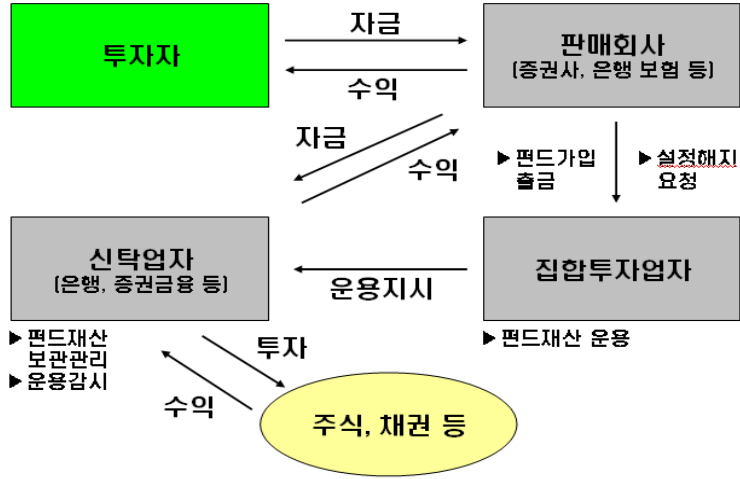 투자자
자금
수익
판매회사
(증권사, 은행 보험 등)
자금
수익
▶ 펀드가입
출금
▶ 설정해지
요청
신탁업자
(은행, 증권금융 등)
운용지시
집합투자업자
▶ 펀드재산
보관관리
▶ 운용감시
▶ 펀드재산 운용
투자
수익
주식, 채권 등